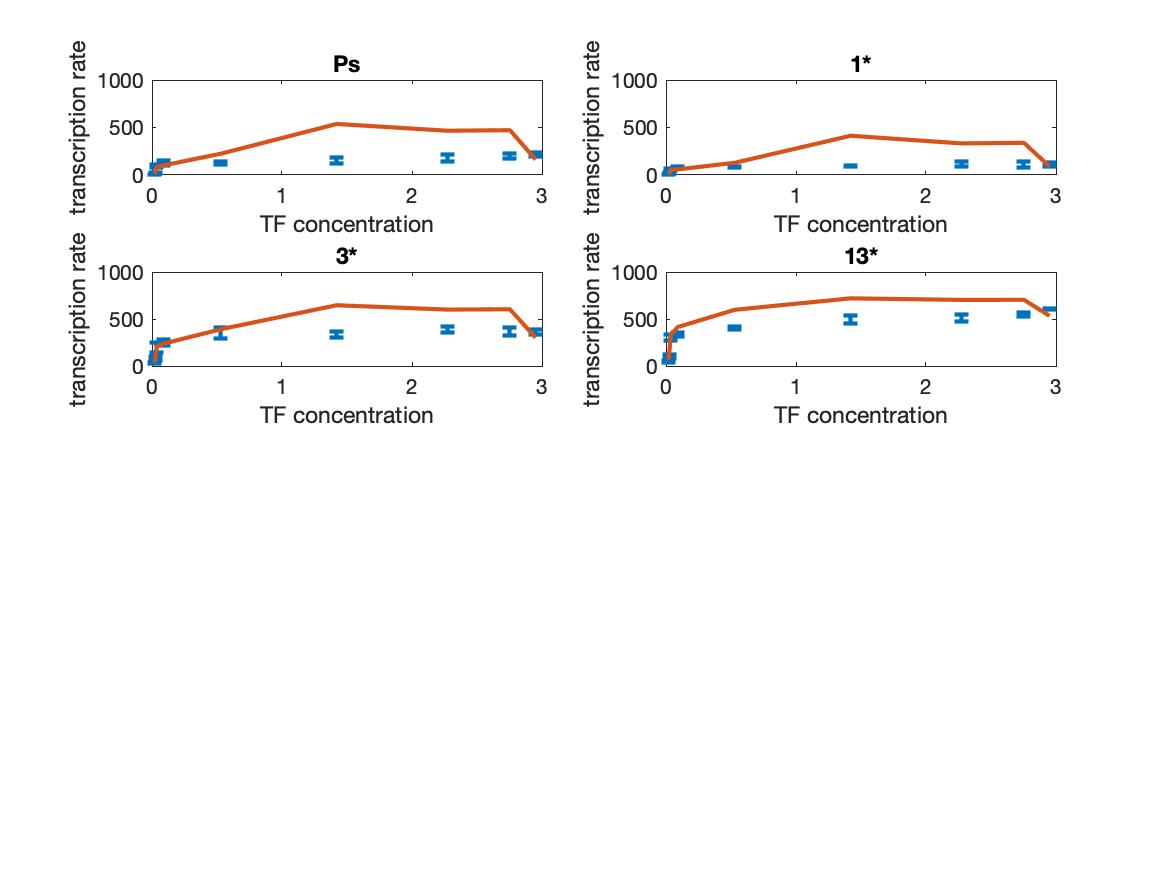 Ps
transcription rate
1000
500
0
0 1 2 3
TF concentration
1*
transcription rate
1000
500
0
0 1 2 3
TF concentration
3*
transcription rate
1000
500
0
0 1 2 3
TF concentration
13*
transcription rate
1000
500
0
0 1 2 3
TF concentration